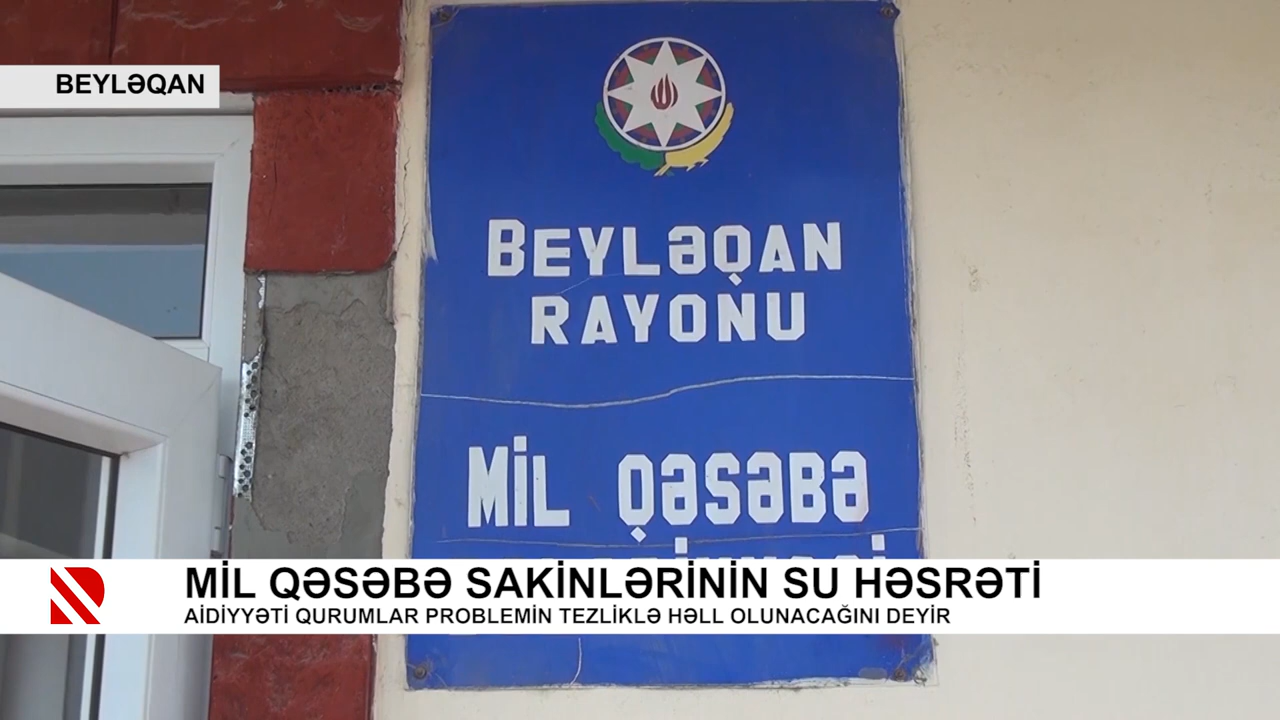 BEYLƏQAN
BEYLƏQAN
RAYONU
MİL QƏSƏBƏ
MİL QƏSƏBƏ SAKİNLƏRİNİN SU HƏSRƏTİ
AİDİYYƏTİ QURUMLAR PROBLEMİN TEZLİKLƏ HƏLL OLUNACAĞINI DEYİR